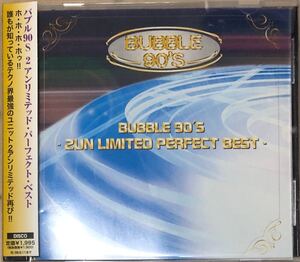 バブル90'S 2アンリミテッド・パーフェクト・ベスト
ホ・ホ・ホ・ホゥ!!
誰もが知っているテクノ界最強のユニット・2アンリミテッド再び!!
DISCO
定価¥1,995
BUBBLE
90'S
BUBBLE 90'S
- 2UN LIMITED PERFECT BEST -